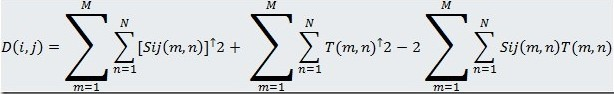 D(i,j) = ∑_{m=1}^{M} ∑_{n=1}^{N} [Sij(m,n)]↑2 + ∑_{m=1}^{M} ∑_{n=1}^{N} T(m,n)↑2 − 2 ∑_{m=1}^{M} ∑_{n=1}^{N} Sij(m,n)T(m,n)